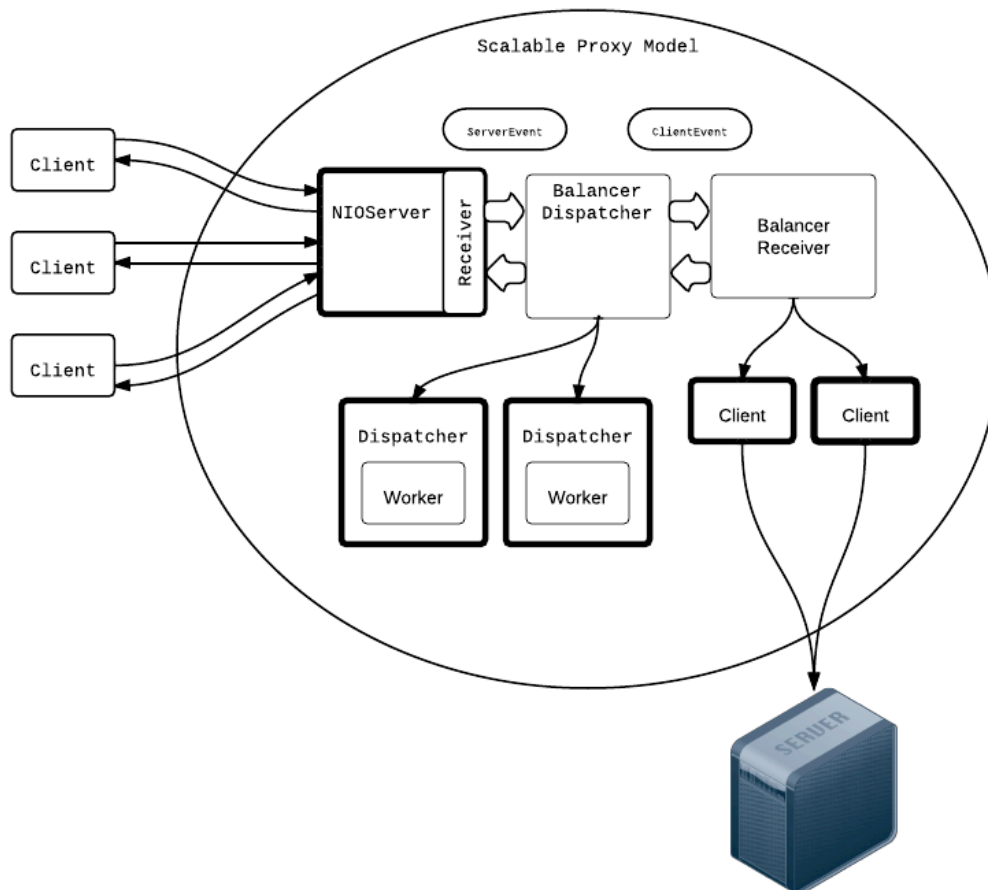 Scalable Proxy Model
ServerEvent
ClientEvent
Client
Client
Client
NIOServer
Receiver
Balancer
Dispatcher
Balancer
Receiver
Dispatcher
Worker
Dispatcher
Worker
Client
Client
SERVER